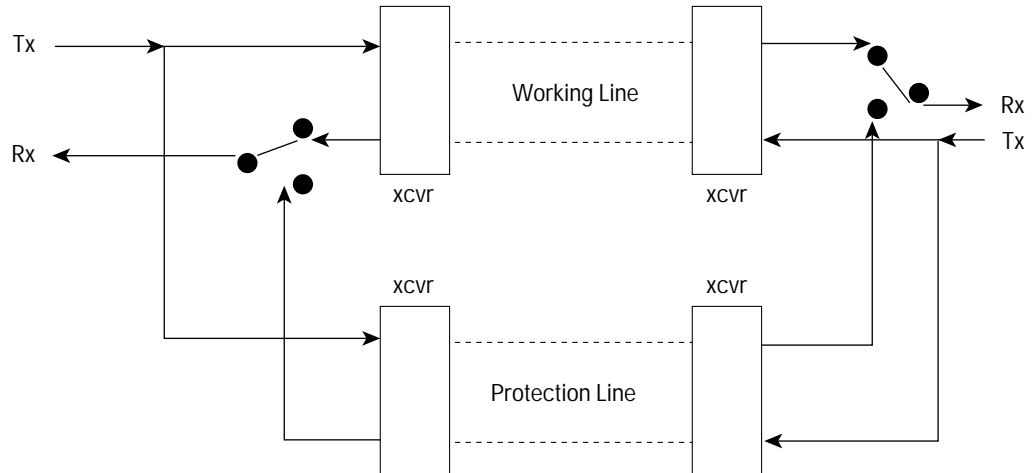 Tx
Working Line
Rx
Tx
Rx
xcvr
xcvr
xcvr
xcvr
Protection Line